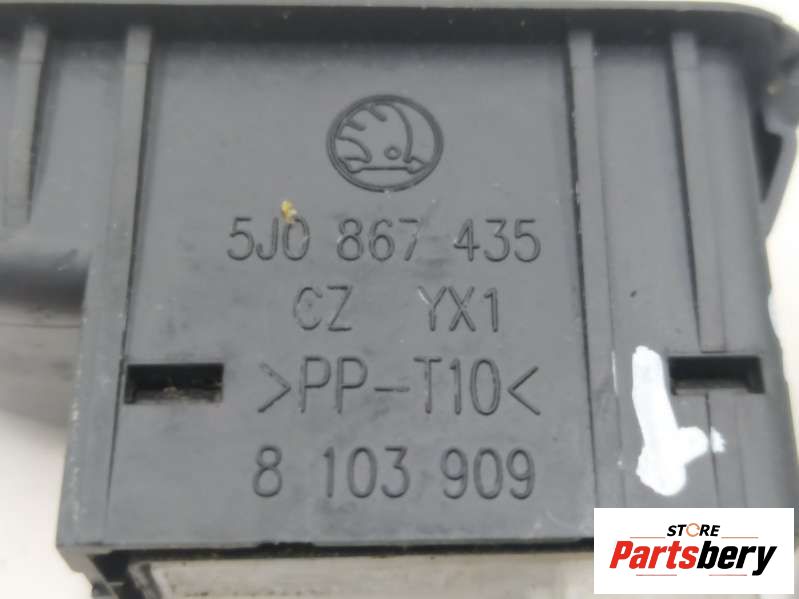 5J0 867 435
CZ YX1
>PP-T10<
8 103 909
STORE
Partsbery